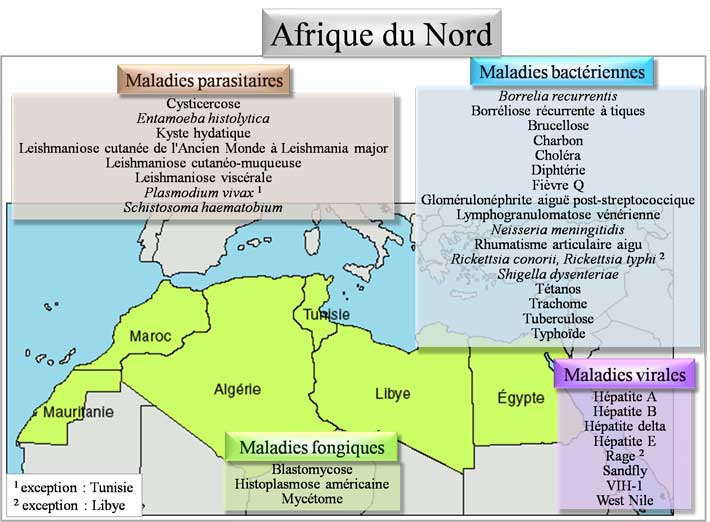 Afrique du Nord
Maladies parasitaires
Cysticercose
Entamoeba histolytica
Kyste hydatique
Leishmaniose cutanée de l'Ancien Monde à Leishmania major
Leishmaniose cutanéo-muqueuse
Leishmaniose viscérale
Plasmodium vivax ¹
Schistosoma haematobium
Maladies bactériennes
Borrelia recurrentis
Borréliose récurrente à tiques
Brucellose
Charbon
Choléra
Diphtérie
Fièvre Q
Glomérulonéphrite aiguë post-streptococcique
Lymphogranulomatose vénérienne
Neisseria meningitidis
Rhumatisme articulaire aigu
Rickettsia conorii, Rickettsia typhi ²
Shigella dysenteriae
Tétanos
Trachome
Tuberculose
Typhoïde
Tunisie
Maroc
Algérie
Libye
Égypte
Mauritanie
Maladies virales
Hépatite A
Hépatite B
Hépatite delta
Hépatite E
Rage ²
Sandfly
VIH-1
West Nile
Maladies fongiques
Blastomycose
Histoplasmose américaine
Mycétome
¹ exception : Tunisie
² exception : Libye